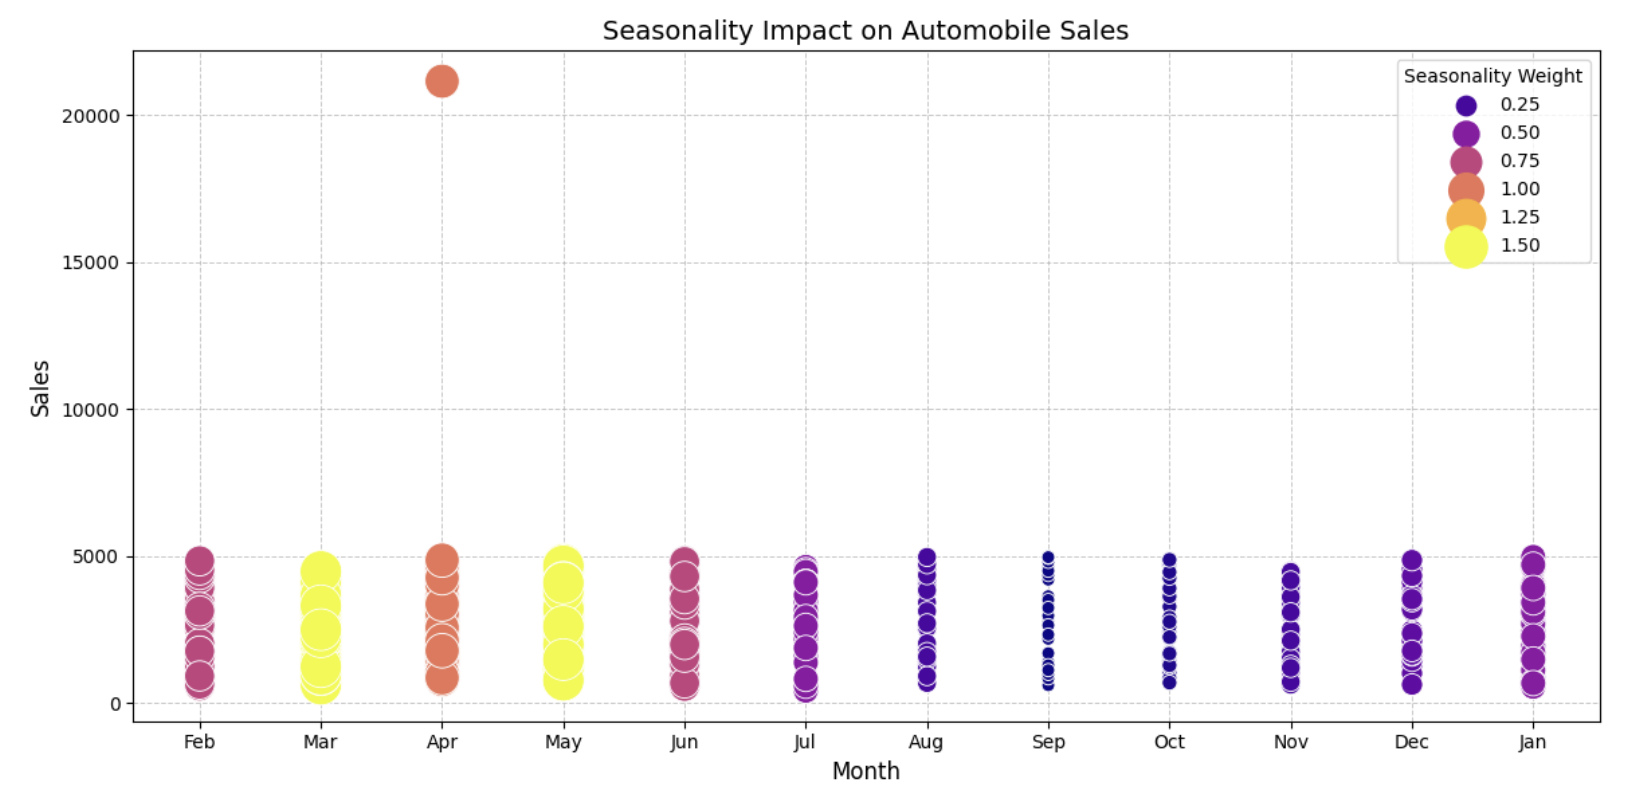 Seasonality Impact on Automobile Sales
Seasonality Weight
0.25
0.50
0.75
1.00
1.25
1.50
Sales
20000
15000
10000
5000
0
Feb Mar Apr May Jun Jul Aug Sep Oct Nov Dec Jan
Month